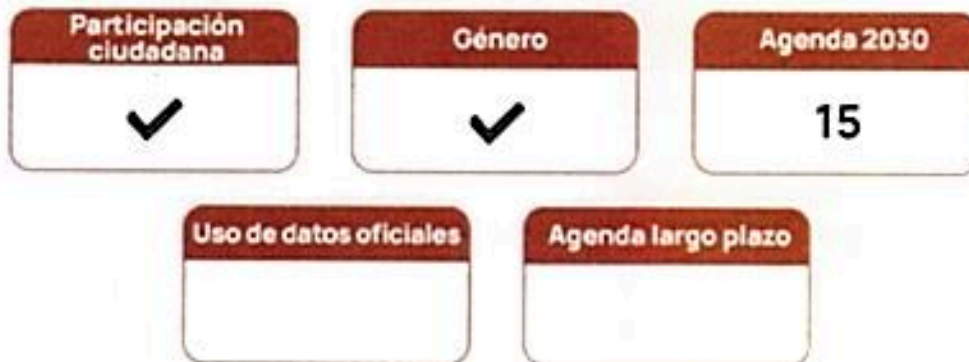 Participación
ciudadana
✓
Género
✓
Agenda 2030
15
Uso de datos oficiales
Agenda largo plazo